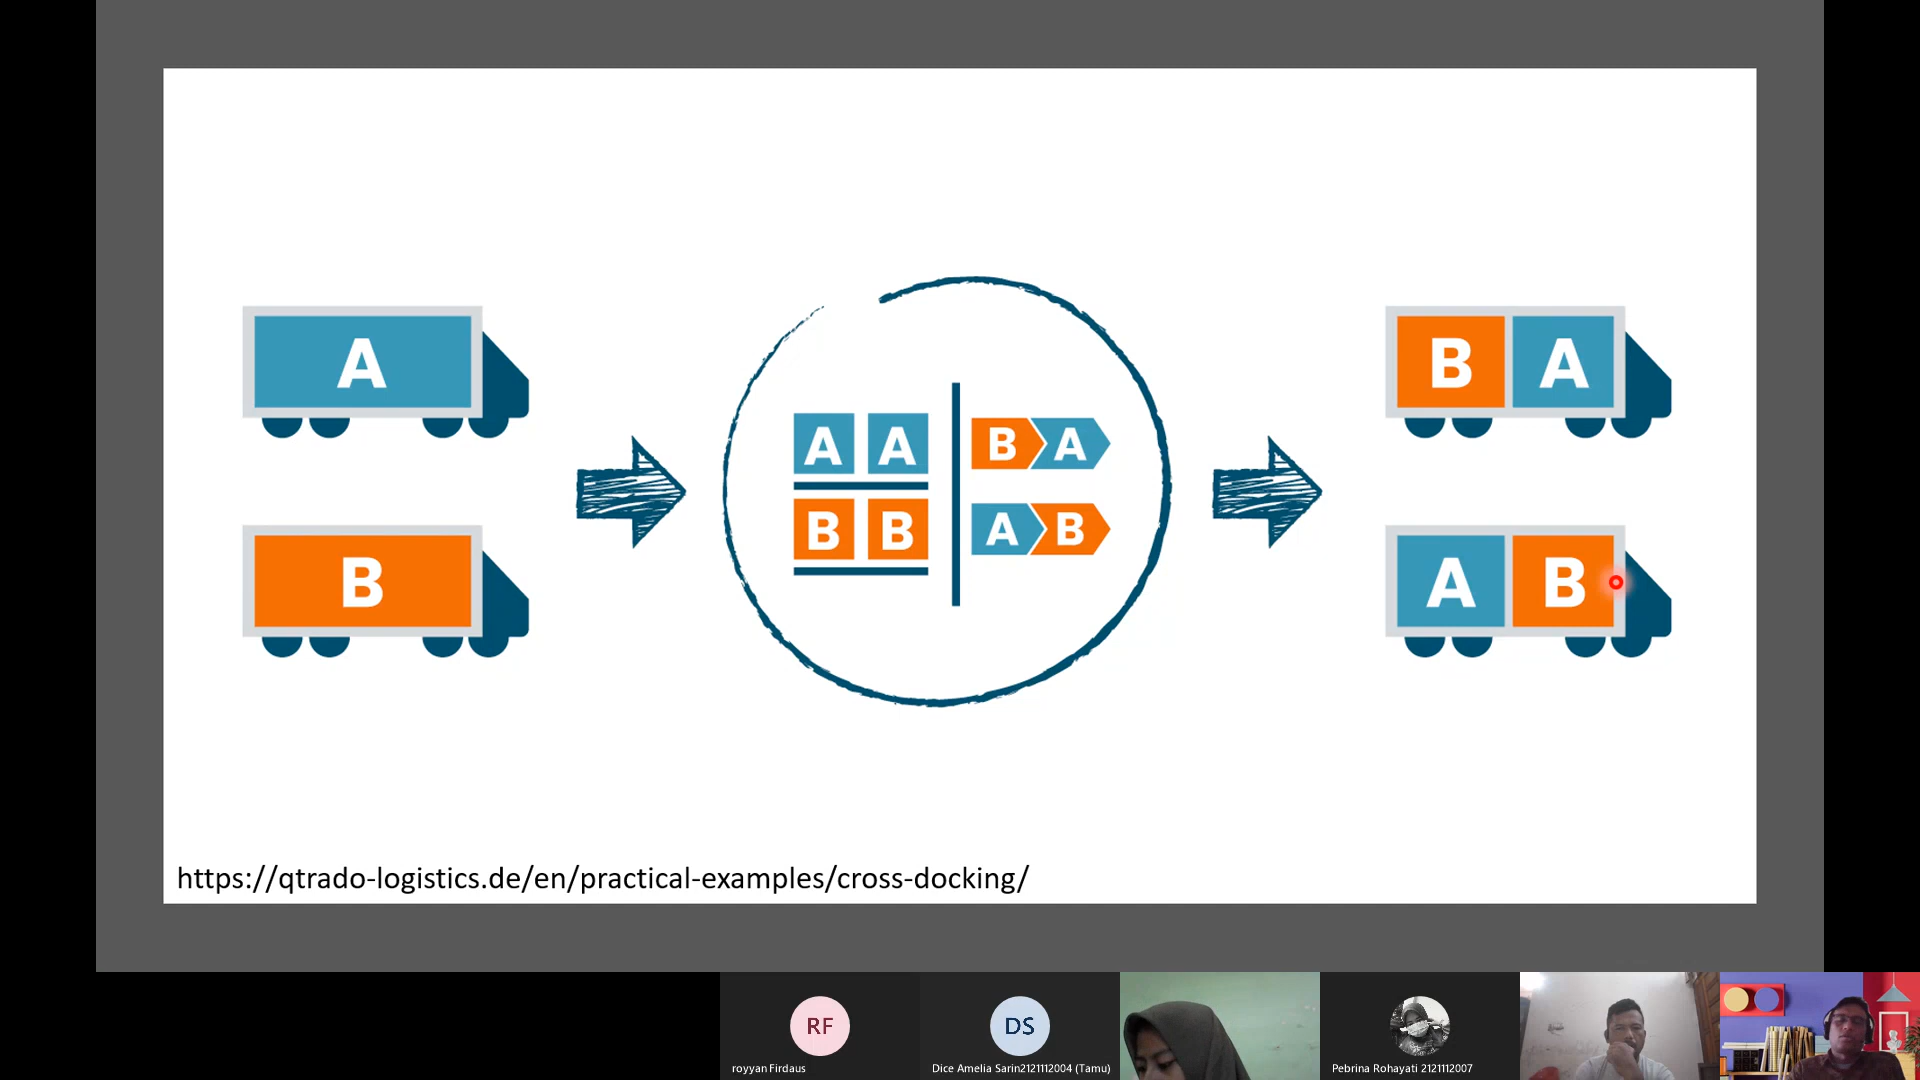 A
B
A A
B B
B A
A B
B A
A B
https://qtrado-logistics.de/en/practical-examples/cross-docking/
RF
DS
royyan Firdaus
Dice Amelia Sarin2121112004 (Tamu)
Pebrina Rohayati 2121112007